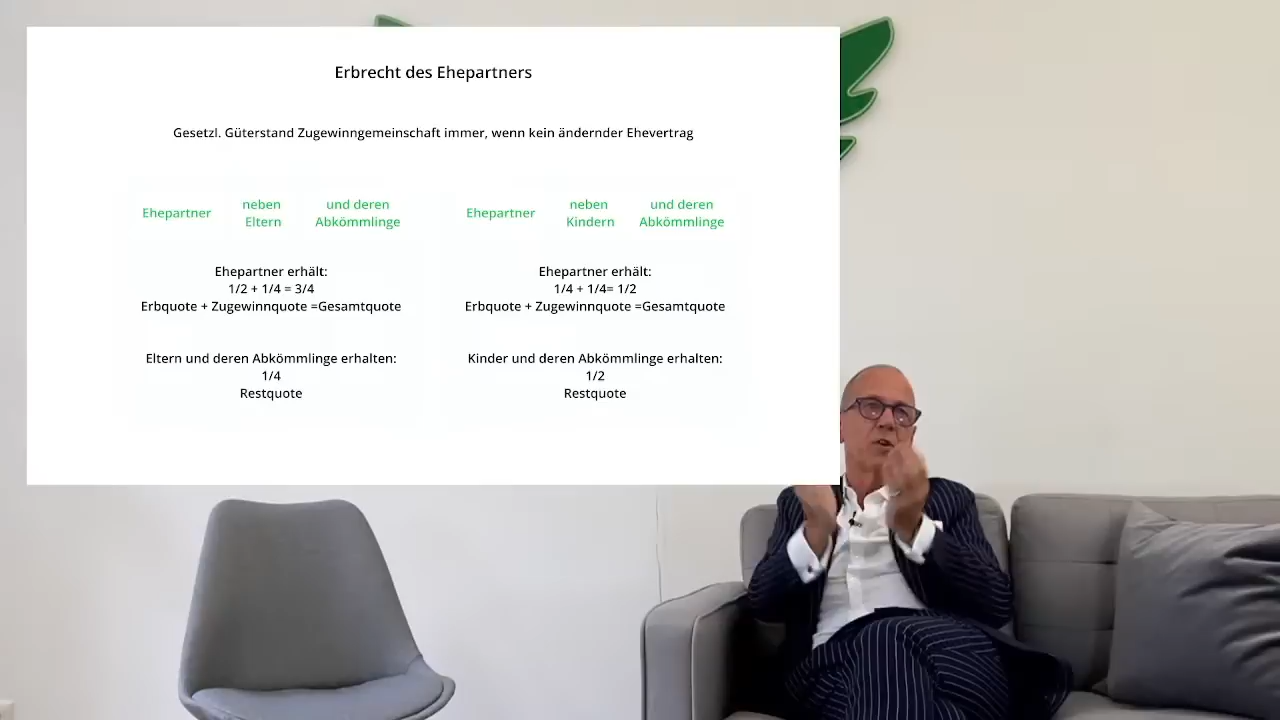 Erbrecht des Ehepartners
Gesetzl. Güterstand Zugewinngemeinschaft immer, wenn kein ändernder Ehevertrag
Ehepartner
neben
Eltern
und deren
Abkömmlinge
Ehepartner erhält:
1/2 + 1/4 = 3/4
Erbquote + Zugewinnquote =Gesamtquote
Eltern und deren Abkömmlinge erhalten:
1/4
Restquote
Ehepartner
neben
Kindern
und deren
Abkömmlinge
Ehepartner erhält:
1/4 + 1/4= 1/2
Erbquote + Zugewinnquote =Gesamtquote
Kinder und deren Abkömmlinge erhalten:
1/2
Restquote